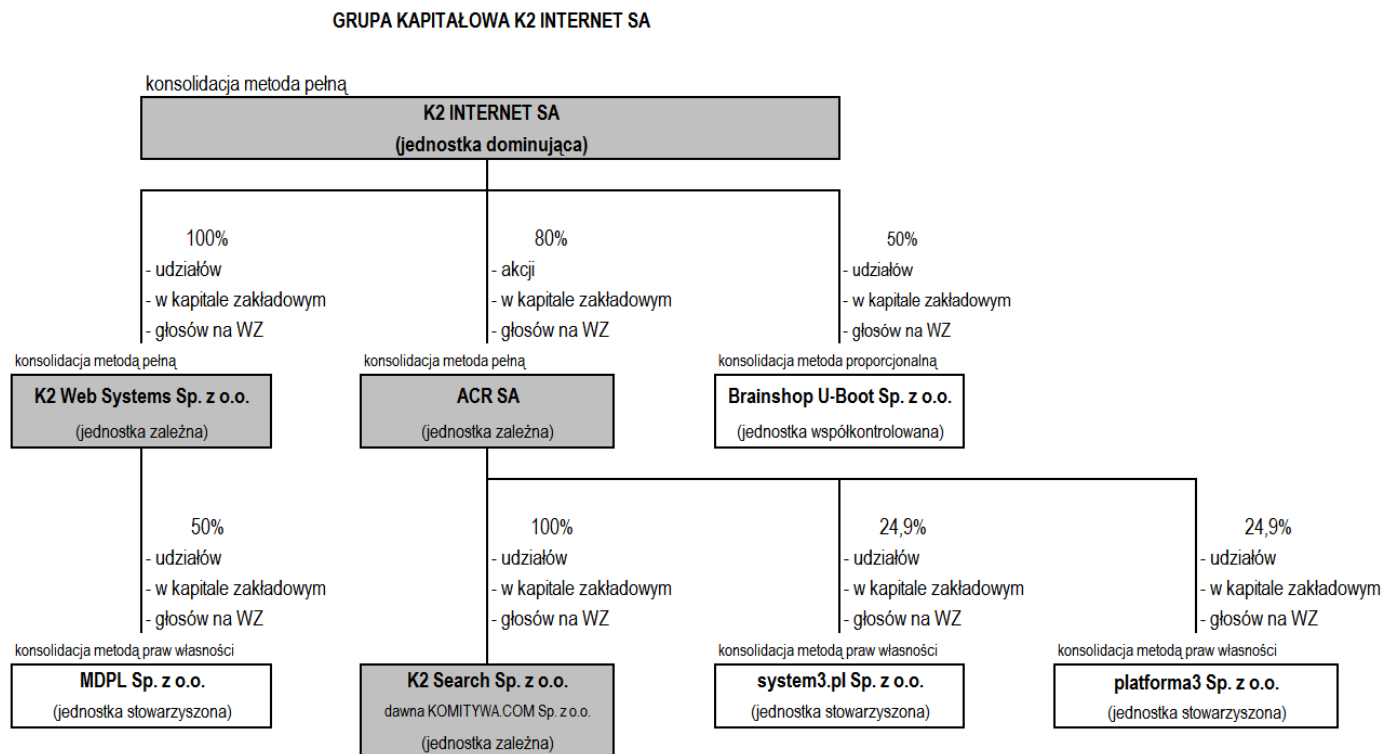 GRUPA KAPITAŁOWA K2 INTERNET SA
konsolidacja metoda pełną
K2 INTERNET SA
(jednostka dominująca)
100%
- udziałów
- w kapitale zakładowym
- głosów na WZ
80%
- akcji
- w kapitale zakładowym
- głosów na WZ
50%
- udziałów
- w kapitale zakładowym
- głosów na WZ
konsolidacja metodą pełną
K2 Web Systems Sp. z o.o.
(jednostka zależna)
konsolidacja metoda pełną
ACR SA
(jednostka zależna)
konsolidacja metoda proporcjonalną
Brainshop U-Boot Sp. z o.o.
(jednostka współkontrolowana)
50%
- udziałów
- w kapitale zakładowym
- głosów na WZ
100%
- udziałów
- w kapitale zakładowym
- głosów na WZ
24,9%
- udziałów
- w kapitale zakładowym
- głosów na WZ
24,9%
- udziałów
- w kapitale zakładowym
- głosów na WZ
konsolidacja metodą praw własności
MDPL Sp. z o.o.
(jednostka stowarzyszona)
K2 Search Sp. z o.o.
dawna KOMITYWA.COM Sp. z o.o.
(jednostka zależna)
konsolidacja metodą praw własności
system3.pl Sp. z o.o.
(jednostka stowarzyszona)
konsolidacja metodą praw własności
platforma3 Sp. z o.o.
(jednostka stowarzyszona)